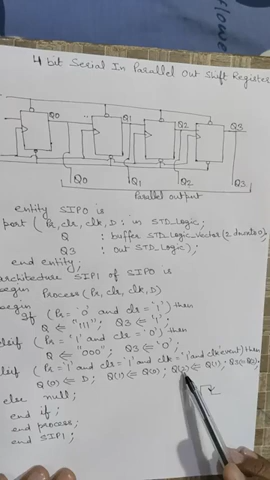 flowe
4 bit Serial In Parallel Out Shift Register
Q0 Q1 Q2 Q3
Q0 Q1 Q2 Q3
Parallel output
entity SIPO is
port ( Pr, clr, clk, D : in STD_Logic;
Q : buffer STD_Logic_Vector(2 downto 0);
Q3 : out STD_Logic);
end entity;
architecture SIP1 of SIPO is
begin Process (Pr, clr, clk, D)
begin
If (Pr = '0' and clr = '1') then
Q <= "111"; Q3 <= '1';
elsif (Pr = '1' and clr = '0') then
Q <= "000"; Q3 <= '0';
elsif (Pr = '1' and clr = '1' and clk = '1' and clk'event) then
Q(0) <= D; Q(1) <= Q(0); Q(2) <= Q(1); Q3 <= Q(2);
else null;
end if;
end process;
end SIP1;